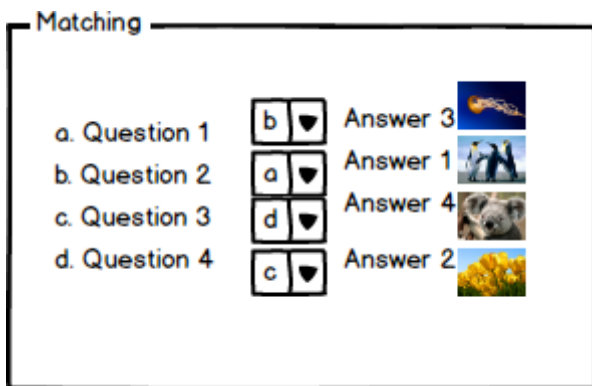 Matching
a. Question 1 b Answer 3
b. Question 2 a Answer 1
c. Question 3 d Answer 4
d. Question 4 c Answer 2